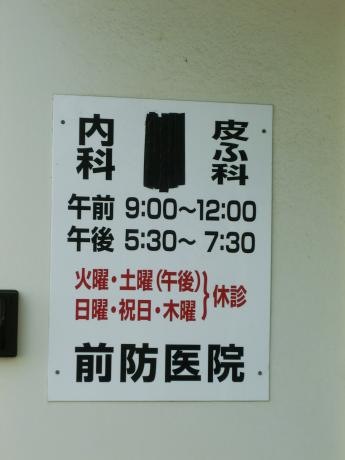 内科 皮ふ科
午前 9:00～12:00
午後 5:30～ 7:30
火曜・土曜(午後)
日曜・祝日・木曜}休診
前防医院